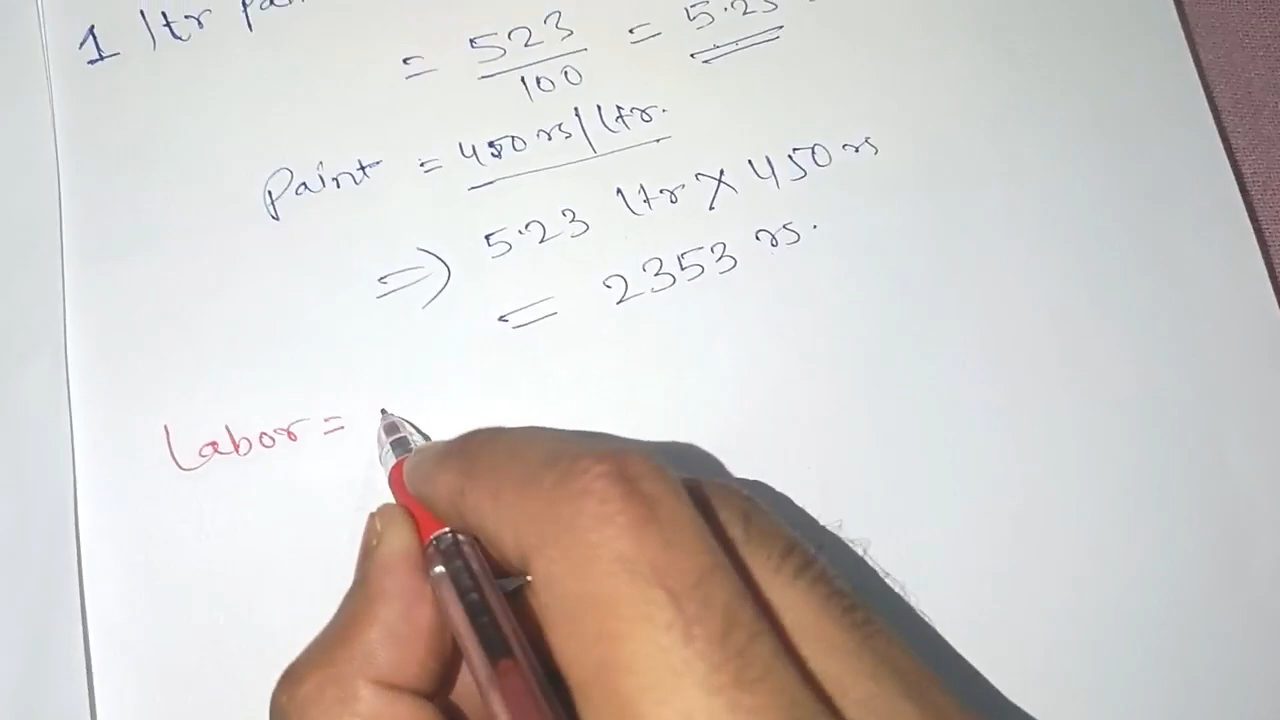 1 ltr
= 523 / 100 = 5.23
Paint = 450 rs/ltr.
=> 5.23 ltr X 450 rs
= 2353 rs.
Labor =